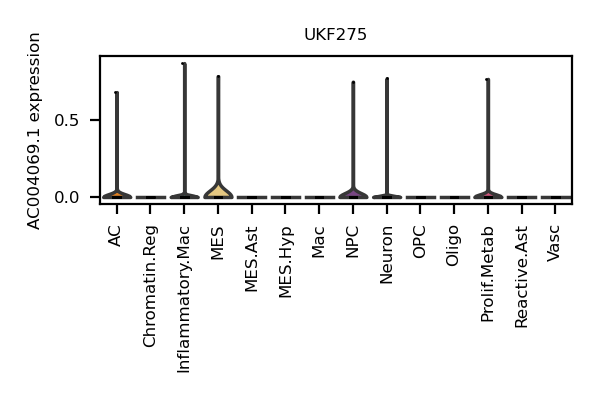 UKF275
AC004069.1 expression
0.5
0.0
AC
Chromatin.Reg
Inflammatory.Mac
MES
MES.Ast
MES.Hyp
Mac
NPC
Neuron
OPC
Oligo
Prolif.Metab
Reactive.Ast
Vasc